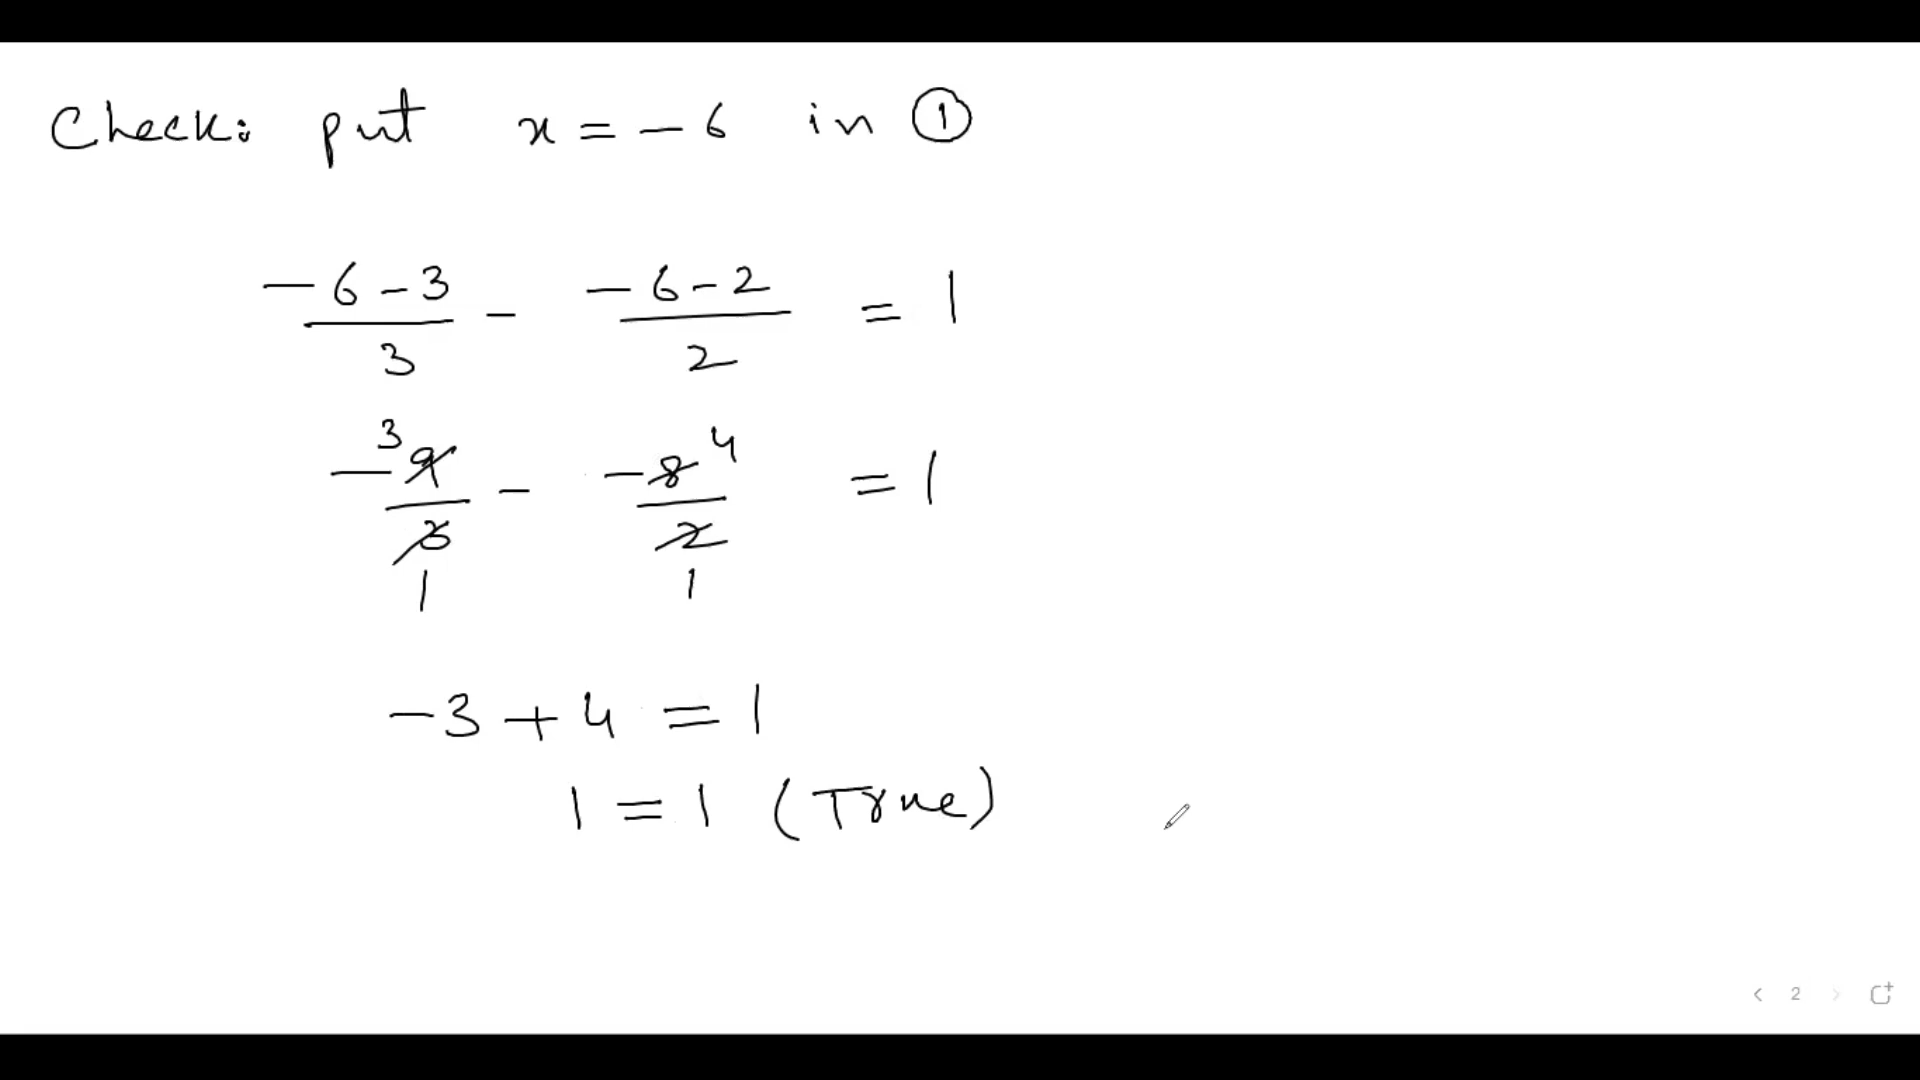 Check: put x = - 6 in ①
- 6 - 3 / 3 - - 6 - 2 / 2 = 1
- 9 3 / 3 1 - - 8 4 / 2 1 = 1
- 3 + 4 = 1
1 = 1 (True)
2